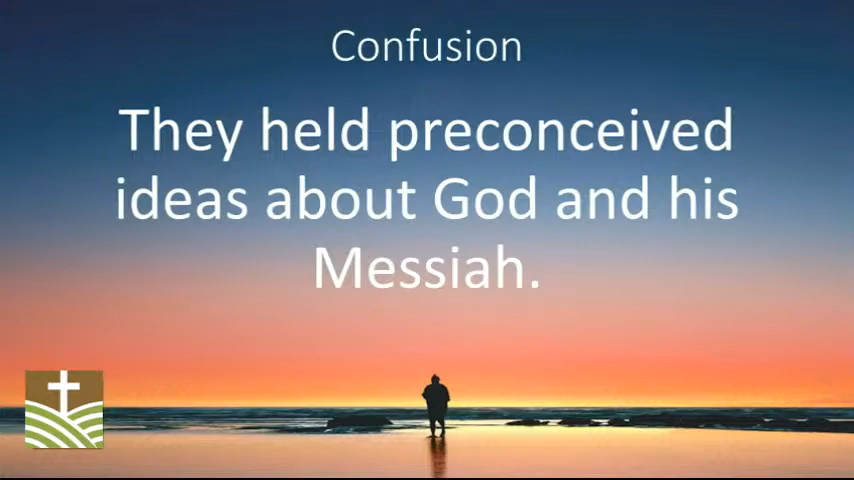 Confusion
They held preconceived
ideas about God and his
Messiah.